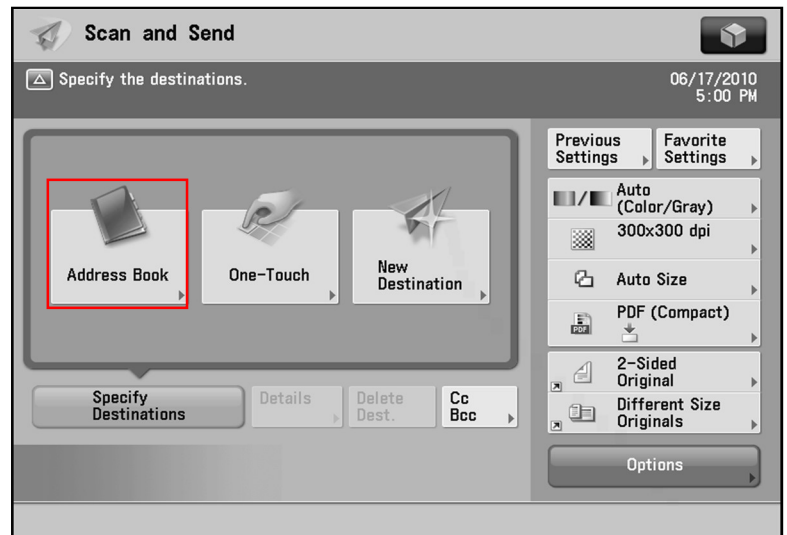 Scan and Send
Specify the destinations.
06/17/2010
5:00 PM
Address Book
One-Touch
New
Destination
Specify
Destinations
Details
Delete
Dest.
Cc
Bcc
Previous
Settings
Favorite
Settings
Auto
(Color/Gray)
300x300 dpi
Auto Size
PDF (Compact)
PDF
2-Sided
Original
Different Size
Originals
Options